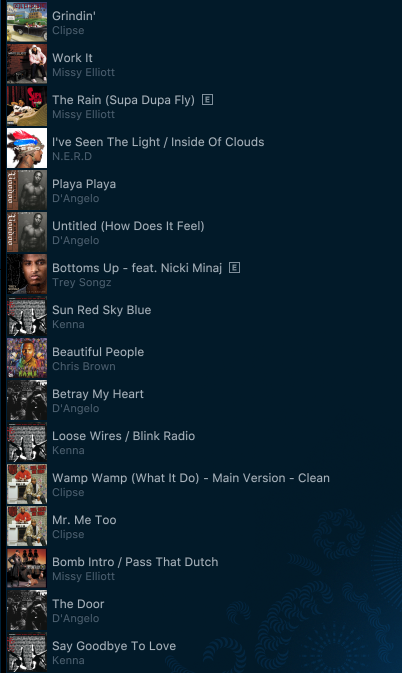 Grindin'
Clipse
Work It
Missy Elliott
The Rain (Supa Dupa Fly) E
Missy Elliott
I've Seen The Light / Inside Of Clouds
N.E.R.D
Playa Playa
D'Angelo
Untitled (How Does It Feel)
D'Angelo
Bottoms Up - feat. Nicki Minaj E
Trey Songz
Sun Red Sky Blue
Kenna
Beautiful People
Chris Brown
Betray My Heart
D'Angelo
Loose Wires / Blink Radio
Kenna
Wamp Wamp (What It Do) - Main Version - Clean
Clipse
Mr. Me Too
Clipse
Bomb Intro / Pass That Dutch
Missy Elliott
The Door
D'Angelo
Say Goodbye To Love
Kenna